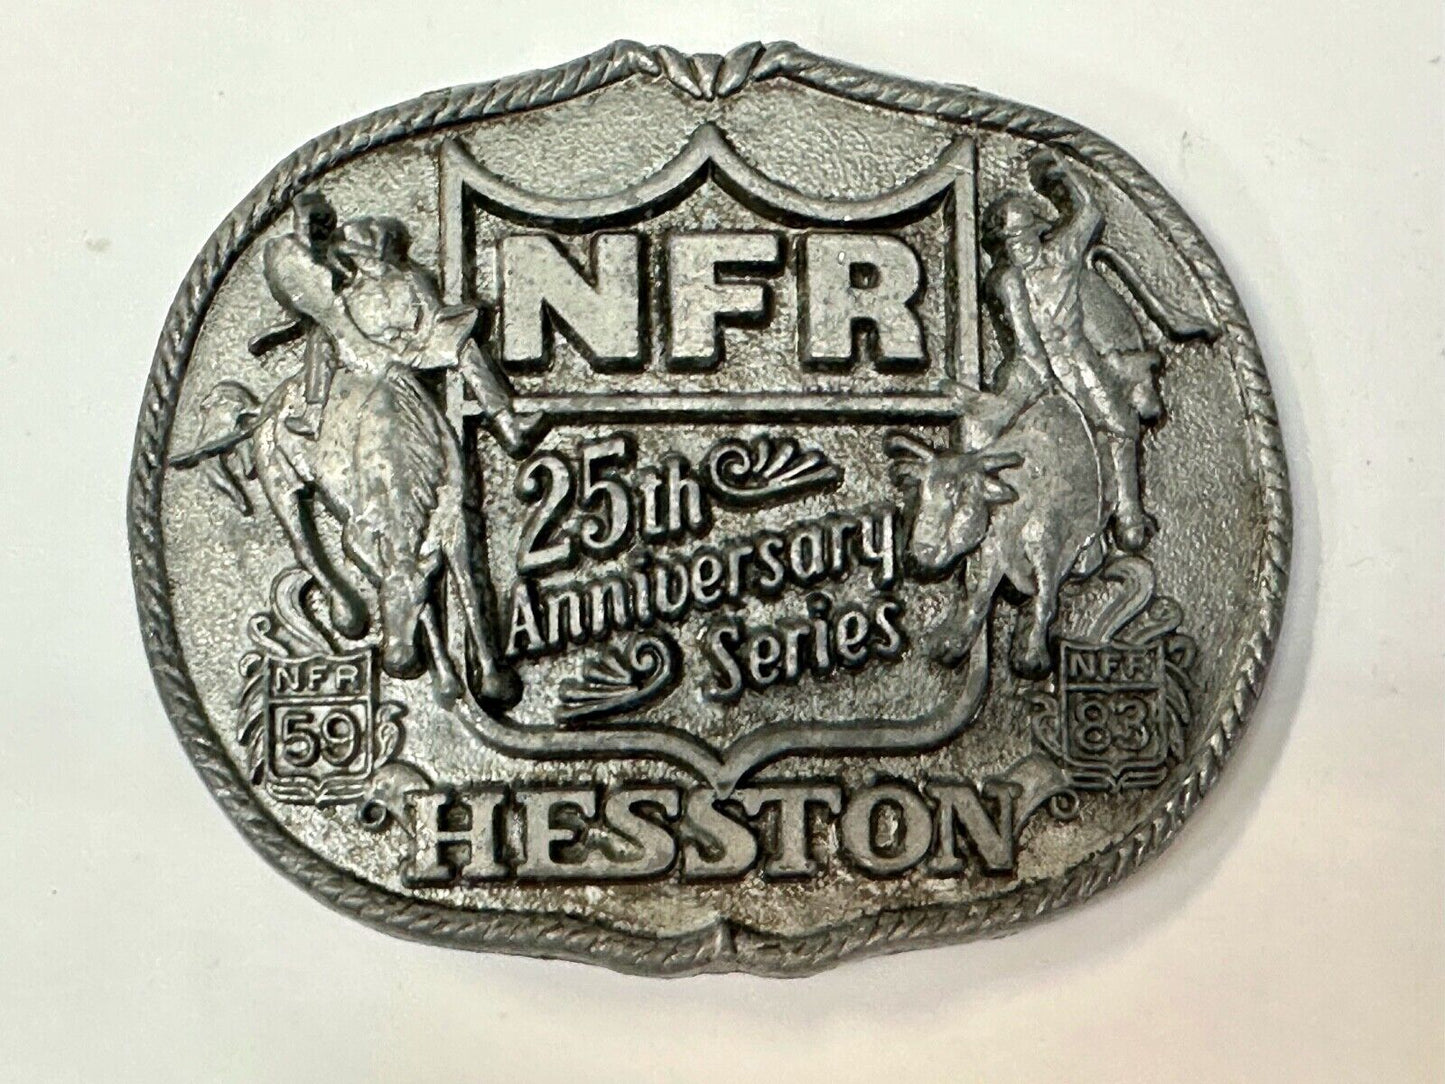 NFR
25th
Anniversary
Series
NFR
59
NFR
83
HESSTON